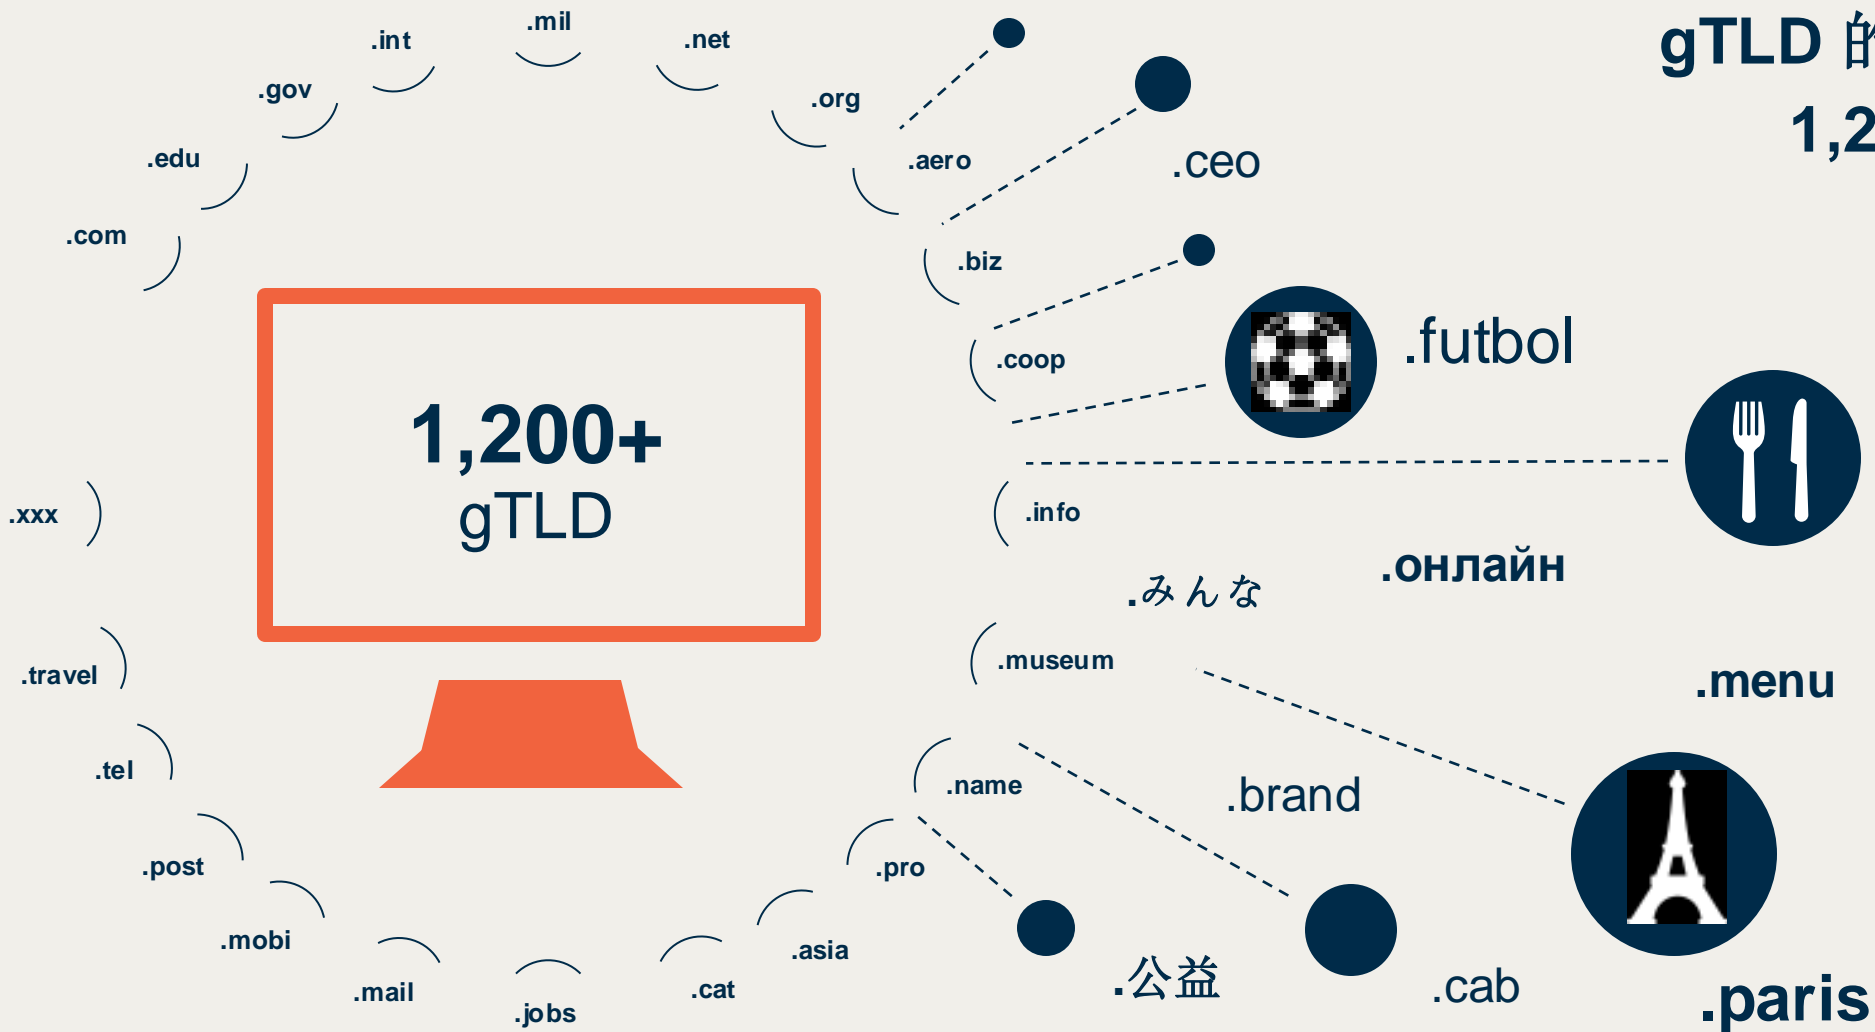 .mil
.int
.net
gTLD 的
.gov
.org
1,2
.edu
.aero
.ceo
.com
.biz
.futbol
.coop
1,200+
gTLD
.xxx
.info
.онлайн
.みんな
.museum
.travel
.menu
.tel
.name
.brand
.post
.pro
.mobi
.asia
.公益
.cab
.mail
.cat
.paris
.jobs